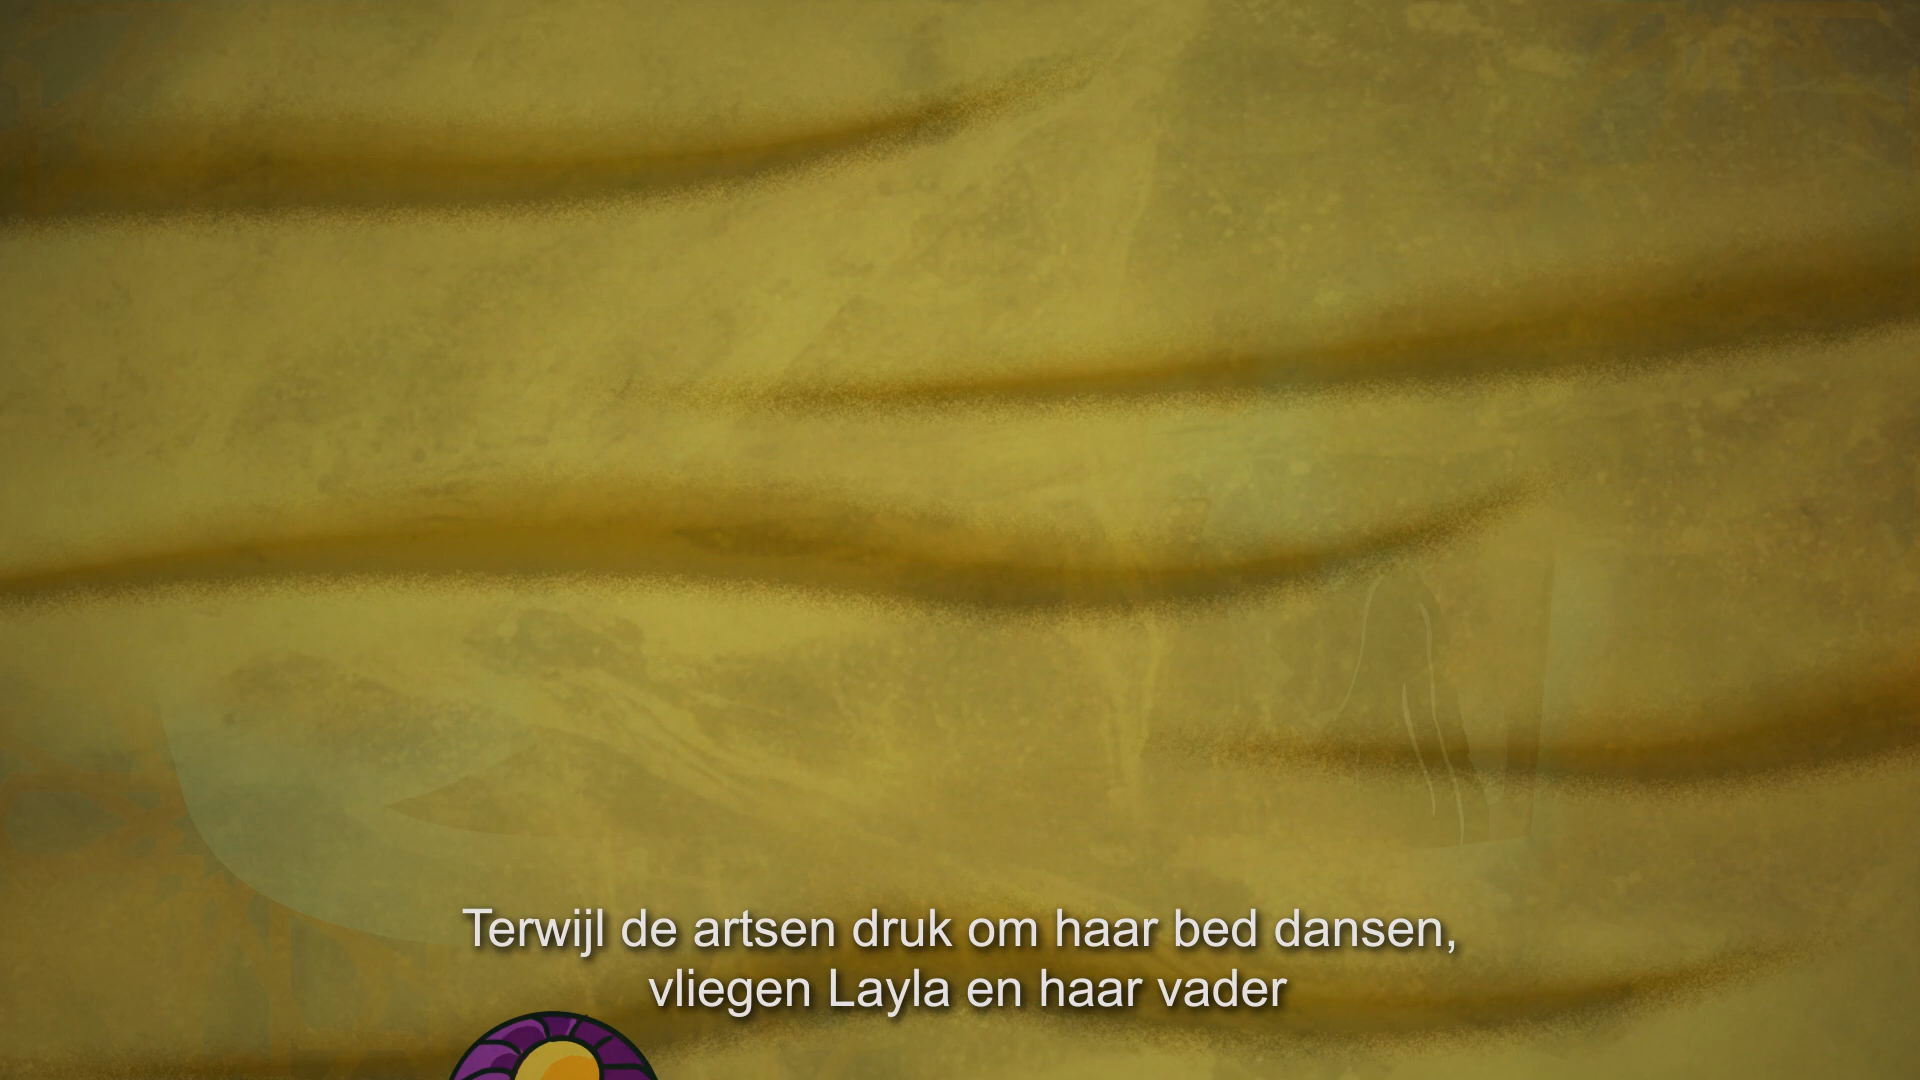 Terwijl de artsen druk om haar bed dansen,
vliegen Layla en haar vader